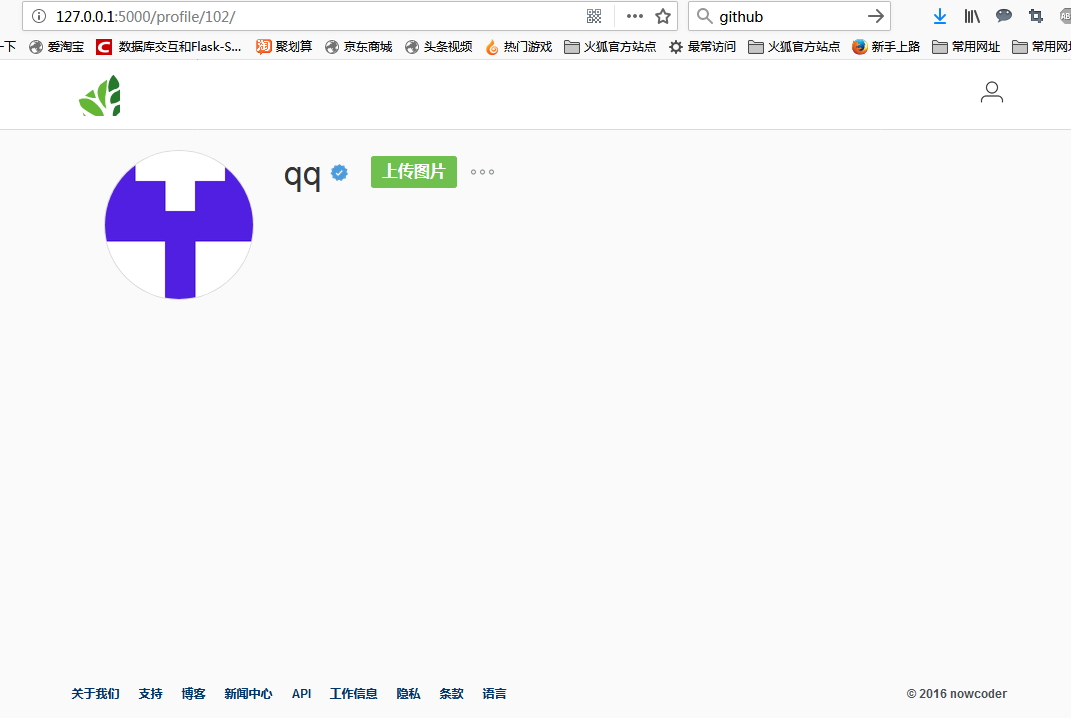 127.0.0.1:5000/profile/102/ github
一下 爱淘宝 数据库交互和Flask-S... 聚划算 京东商城 头条视频 热门游戏 火狐官方站点 最常访问 火狐官方站点 新手上路 常用网址 常用网
qq 上传图片
关于我们 支持 博客 新闻中心 API 工作信息 隐私 条款 语言 © 2016 nowcoder